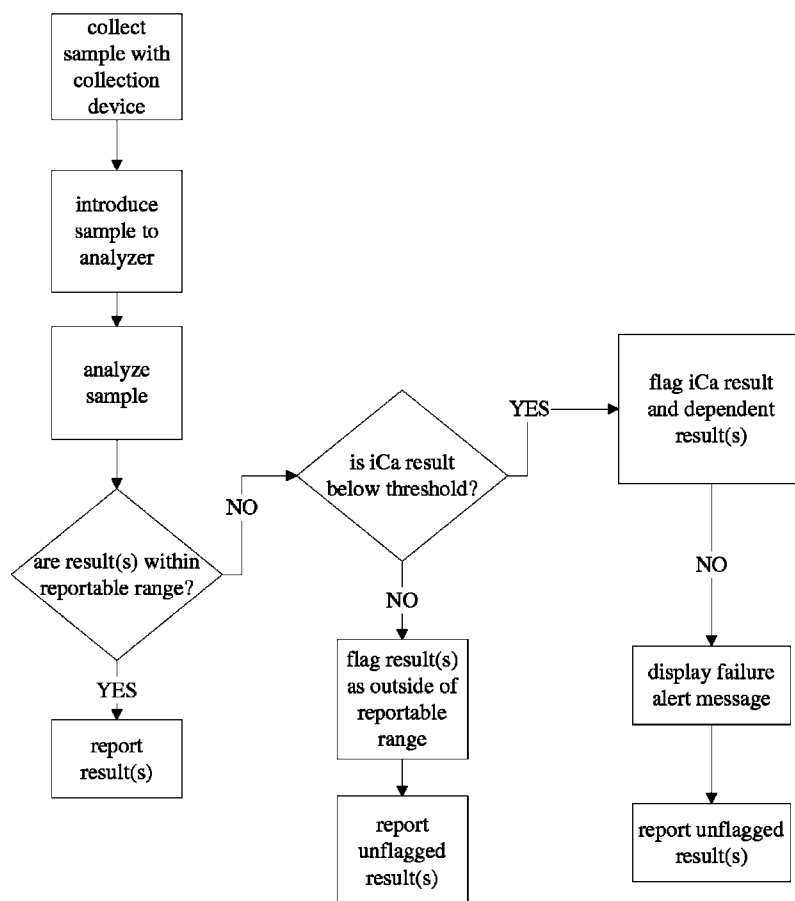 collect
sample with
collection
device
introduce
sample to
analyzer
analyze
sample
are result(s) within
reportable range?
YES
report
result(s)
NO
is iCa result
below threshold?
NO
flag result(s)
as outside of
reportable
range
report
unflagged
result(s)
YES
flag iCa result
and dependent
result(s)
NO
display failure
alert message
report unflagged
result(s)